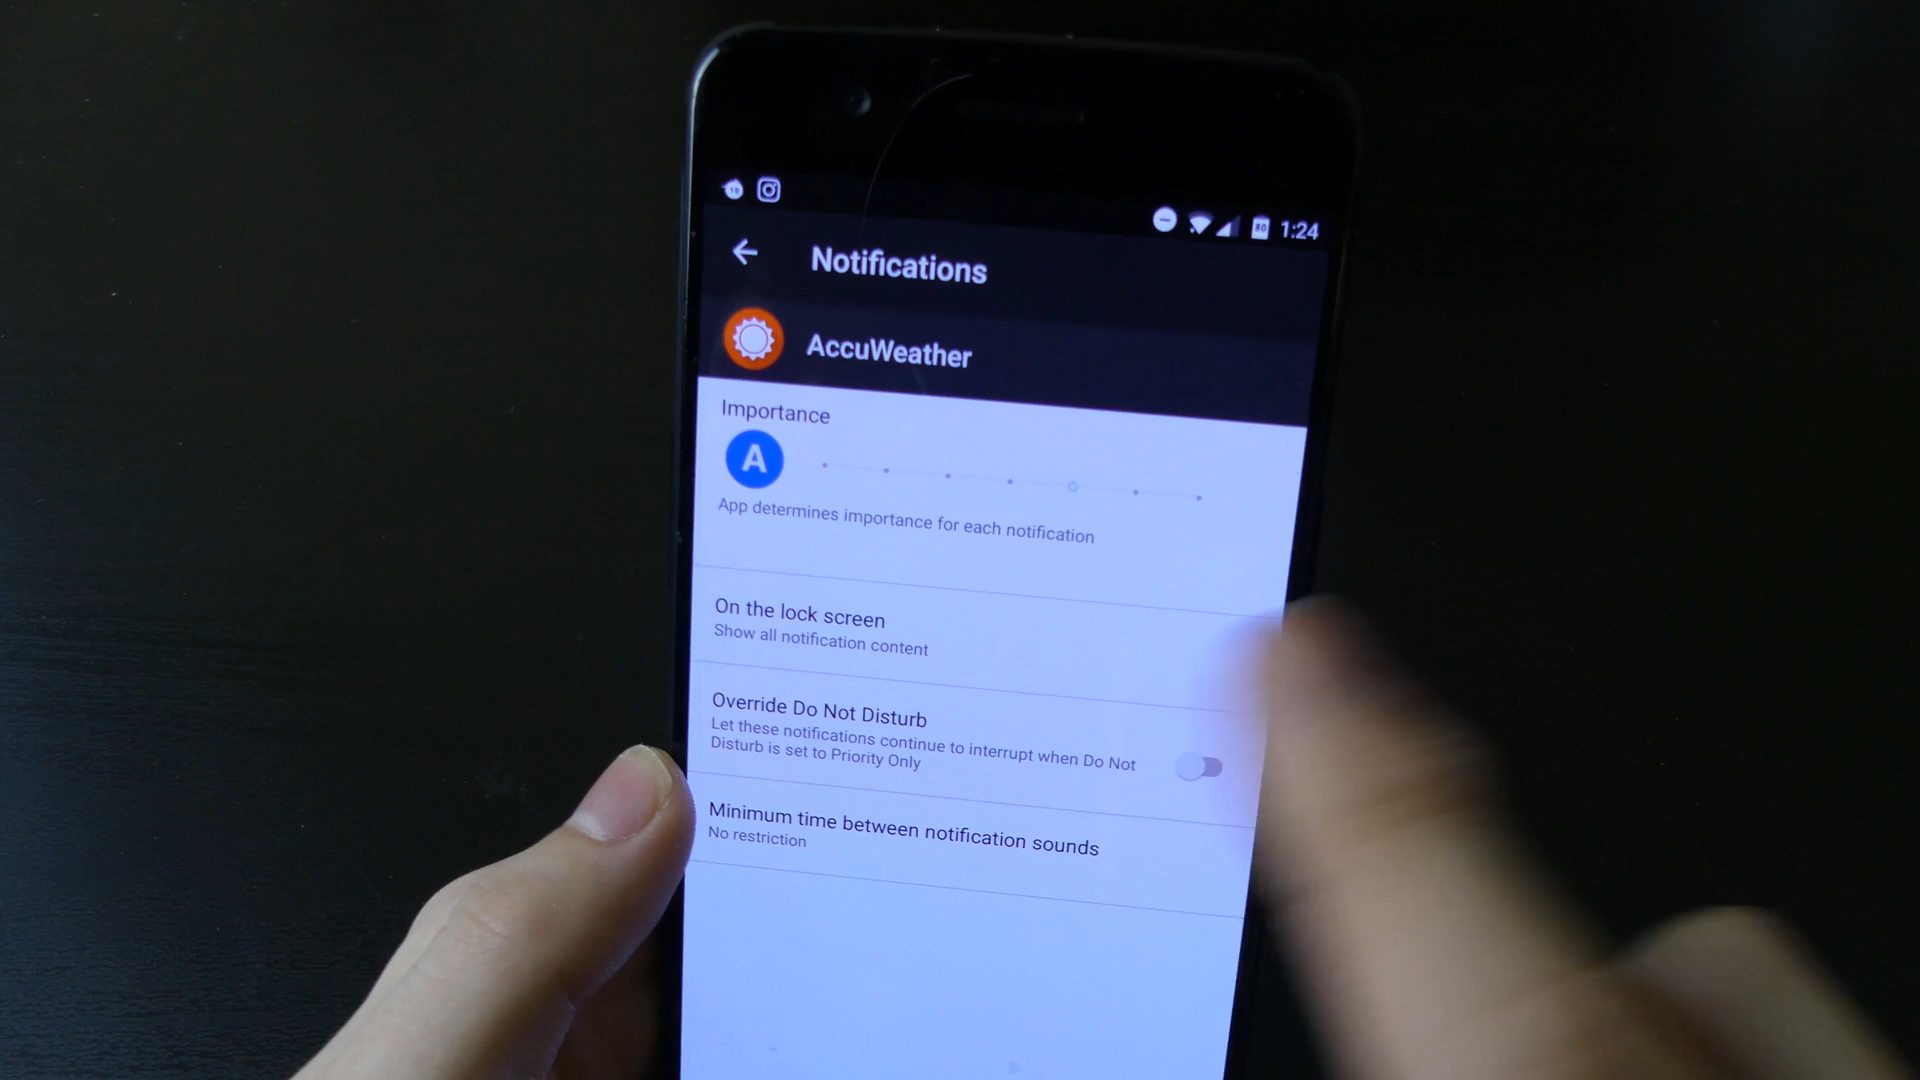 19
80 1:24
Notifications
AccuWeather
Importance
A
App determines importance for each notification
On the lock screen
Show all notification content
Override Do Not Disturb
Let these notifications continue to interrupt when Do Not
Disturb is set to Priority Only
Minimum time between notification sounds
No restriction